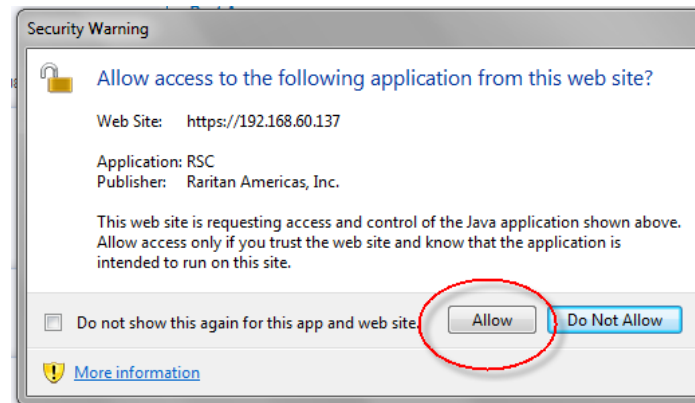 Security Warning
Allow access to the following application from this web site?
Web Site: https://192.168.60.137
Application: RSC
Publisher: Raritan Americas, Inc.
This web site is requesting access and control of the Java application shown above.
Allow access only if you trust the web site and know that the application is
intended to run on this site.
Do not show this again for this app and web site.
Allow
Do Not Allow
More information